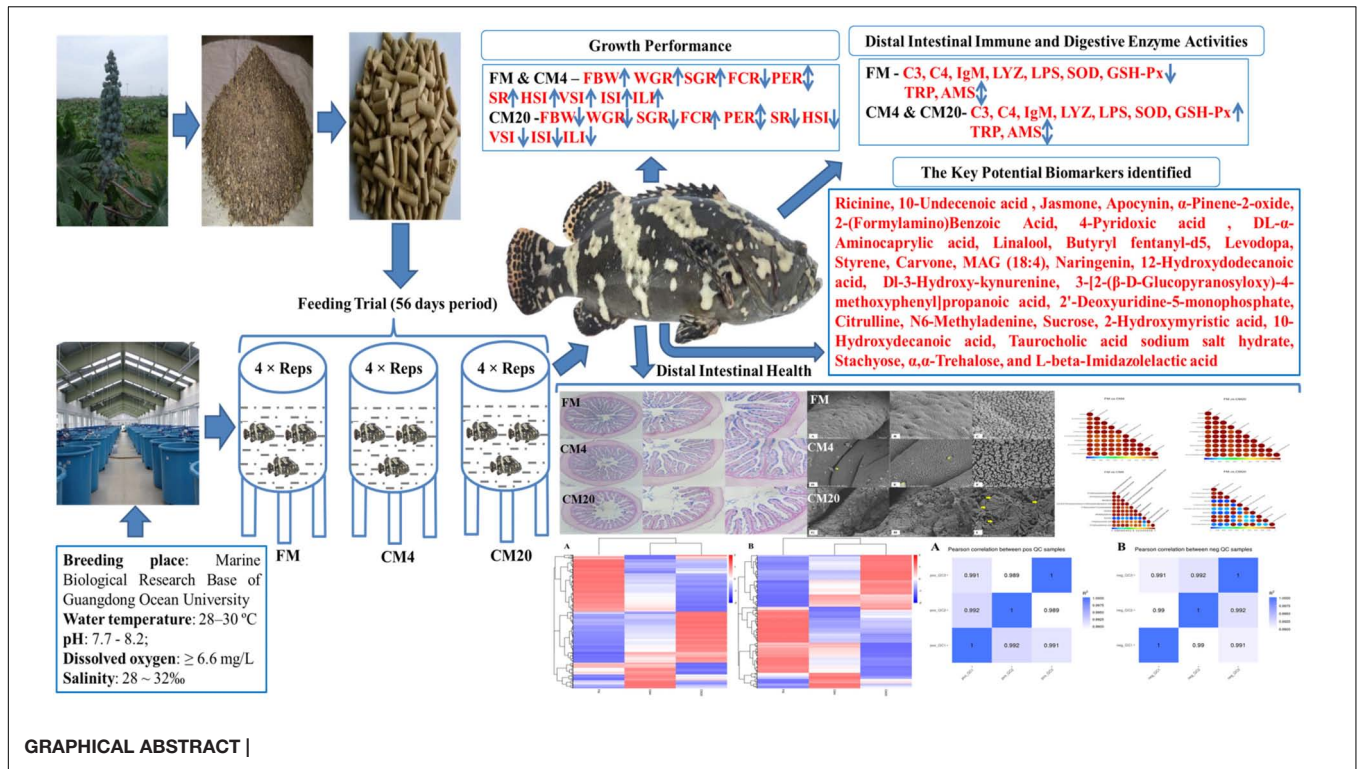 Growth Performance
FM & CM4 – FBW↑ WGR↑SGR↑FCR↓PER↕
SR↑HSI↑VSI↑ISI↑ILI↑
CM20 -FBW↓WGR↓ SGR↓FCR↑ PER↕ SR↓HSI↓
VSI↓ISI↓ILI↓
Distal Intestinal Immune and Digestive Enzyme Activities
FM - C3, C4, IgM, LYZ, LPS, SOD, GSH-Px↓
TRP, AMS↕
CM4 & CM20- C3, C4, IgM, LYZ, LPS, SOD, GSH-Px↑
TRP, AMS↕
The Key Potential Biomarkers identified
Ricinine, 10-Undecenoic acid , Jasmone, Apocynin, α-Pinene-2-oxide,
2-(Formylamino)Benzoic Acid, 4-Pyridoxic acid , DL-α-
Aminocaprylic acid, Linalool, Butyryl fentanyl-d5, Levodopa,
Styrene, Carvone, MAG (18:4), Naringenin, 12-Hydroxydodecanoic
acid, Dl-3-Hydroxy-kynurenine, 3-[2-(β-D-Glucopyranosyloxy)-4-
methoxyphenyl]propanoic acid, 2'-Deoxyuridine-5-monophosphate,
Citrulline, N6-Methyladenine, Sucrose, 2-Hydroxymyristic acid, 10-
Hydroxydecanoic acid, Taurocholic acid sodium salt hydrate,
Stachyose, α,α-Trehalose, and L-beta-Imidazolelactic acid
Feeding Trial (56 days period)
4 × Reps
4 × Reps
4 × Reps
FM
CM4
CM20
Breeding place: Marine
Biological Research Base of
Guangdong Ocean University
Water temperature: 28–30 ºC
pH: 7.7 - 8.2;
Dissolved oxygen: ≥ 6.6 mg/L
Salinity: 28 ~ 32‰
Distal Intestinal Health
FM
CM4
CM20
FM
CM4
CM20
A
B
A
Pearson correlation between pos QC samples
0.991 0.989 1
0.992 1 0.989
1 0.992 0.991
R²
B
Pearson correlation between neg QC samples
0.991 0.992 1
0.99 1 0.992
1 0.99 0.991
R²
GRAPHICAL ABSTRACT |